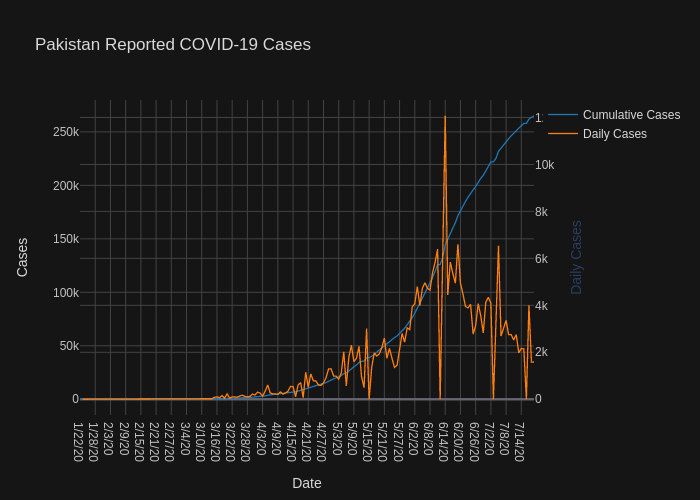 Pakistan Reported COVID-19 Cases
Cumulative Cases
Daily Cases
250k
200k
150k
100k
50k
0
10k
8k
6k
4k
2k
0
Cases
Daily Cases
1/22/20
1/28/20
2/3/20
2/9/20
2/15/20
2/21/20
2/27/20
3/4/20
3/10/20
3/16/20
3/22/20
3/28/20
4/3/20
4/9/20
4/15/20
4/21/20
4/27/20
5/3/20
5/9/20
5/15/20
5/21/20
5/27/20
6/2/20
6/8/20
6/14/20
6/20/20
6/26/20
7/2/20
7/8/20
7/14/20
Date